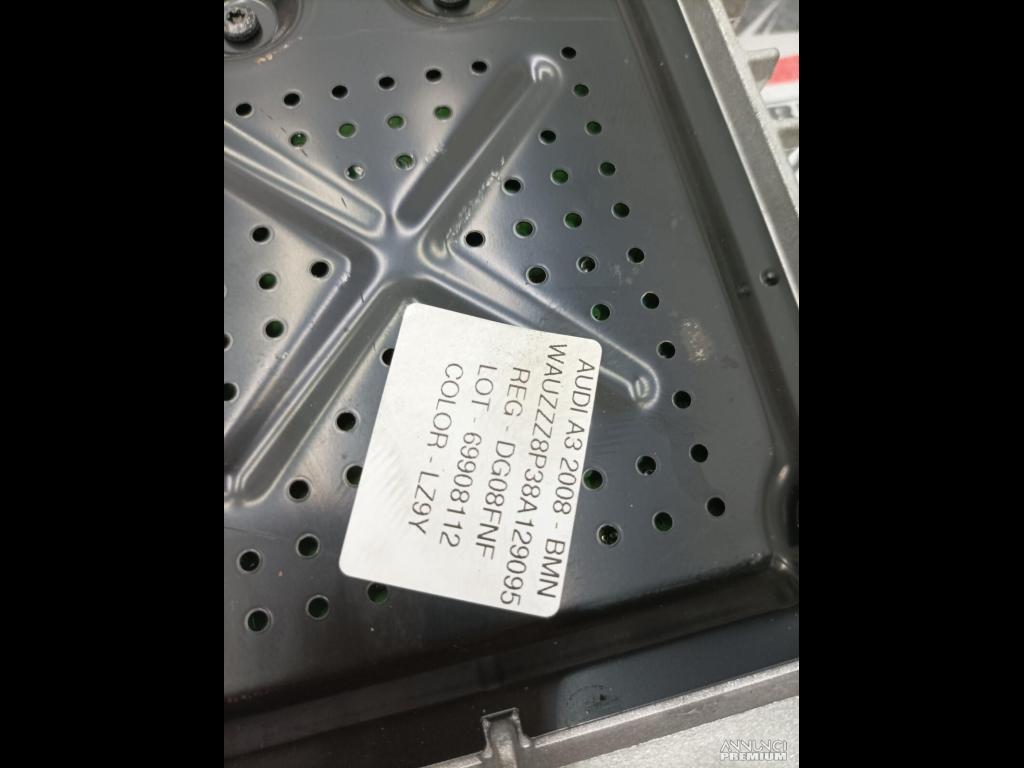 AUDI A3 2008 - BMN
WAUZZZ8P38A129095
REG - DG08FNF
LOT - 69908112
COLOR - LZ9Y
ANNUNCI
PREMIUM